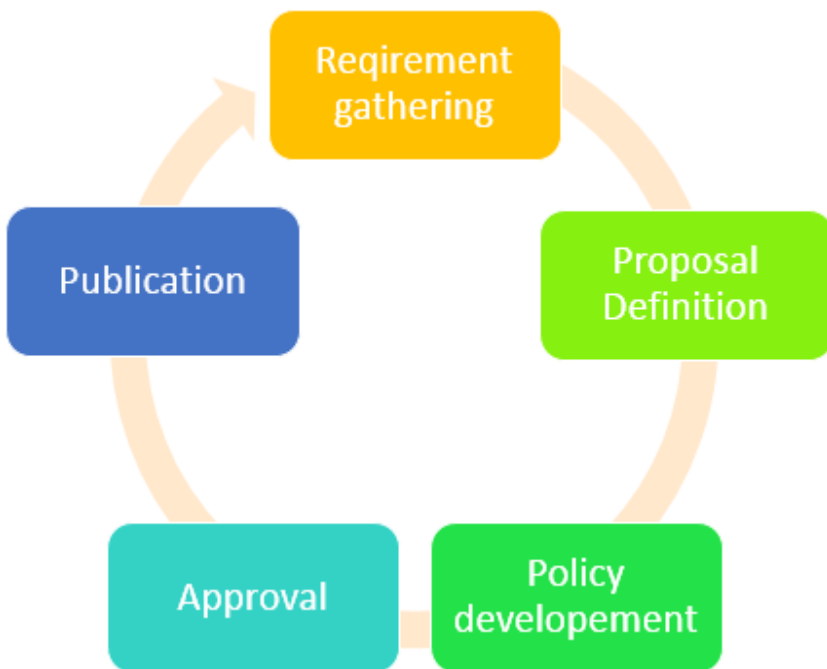 Reqirement
gathering
Proposal
Definition
Policy
developement
Approval
Publication